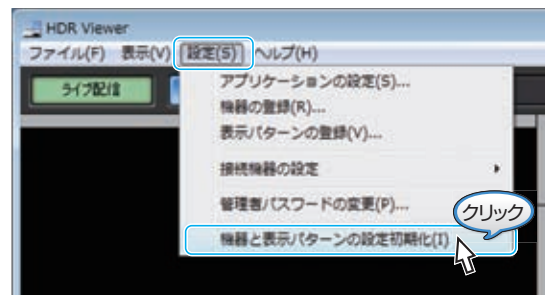 HDR Viewer
ファイル(F) 表示(V) 設定(S) ヘルプ(H)
ライブ配信
アプリケーションの設定(S)...
機器の登録(R)...
表示パターンの登録(V)...
接続機器の設定
管理者パスワードの変更(P)...
クリック
機器と表示パターンの設定初期化(I)